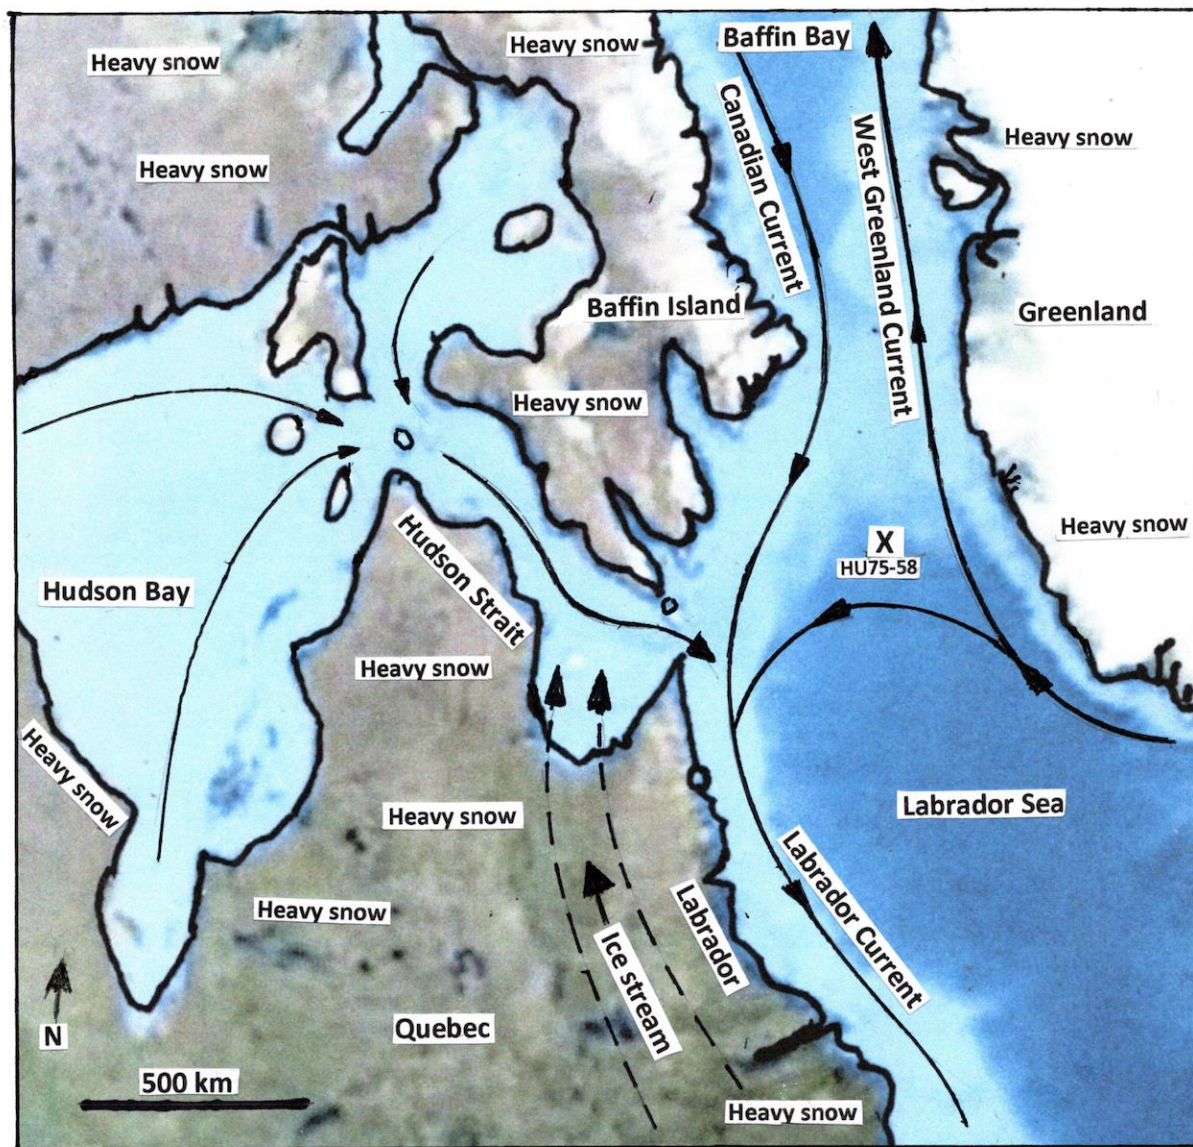 Heavy snow
Heavy snow
Baffin Bay
Heavy snow
Canadian Current
West Greenland Current
Heavy snow
Baffin Island
Greenland
Heavy snow
Heavy snow
X
HU75-58
Hudson Strait
Hudson Bay
Heavy snow
Heavy snow
Heavy snow
Labrador Sea
Labrador Current
Heavy snow
Labrador
Ice stream
N
Quebec
500 km
Heavy snow